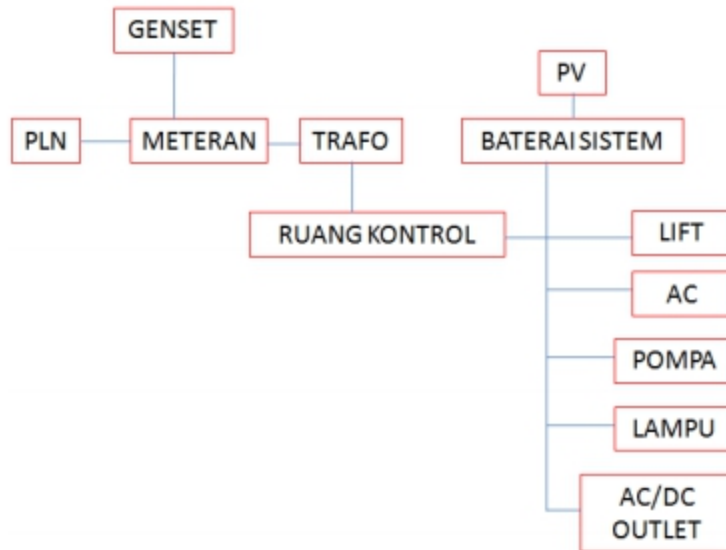 GENSET
PV
PLN
METERAN
TRAFO
BATERAI SISTEM
RUANG KONTROL
LIFT
AC
POMPA
LAMPU
AC/DC
OUTLET